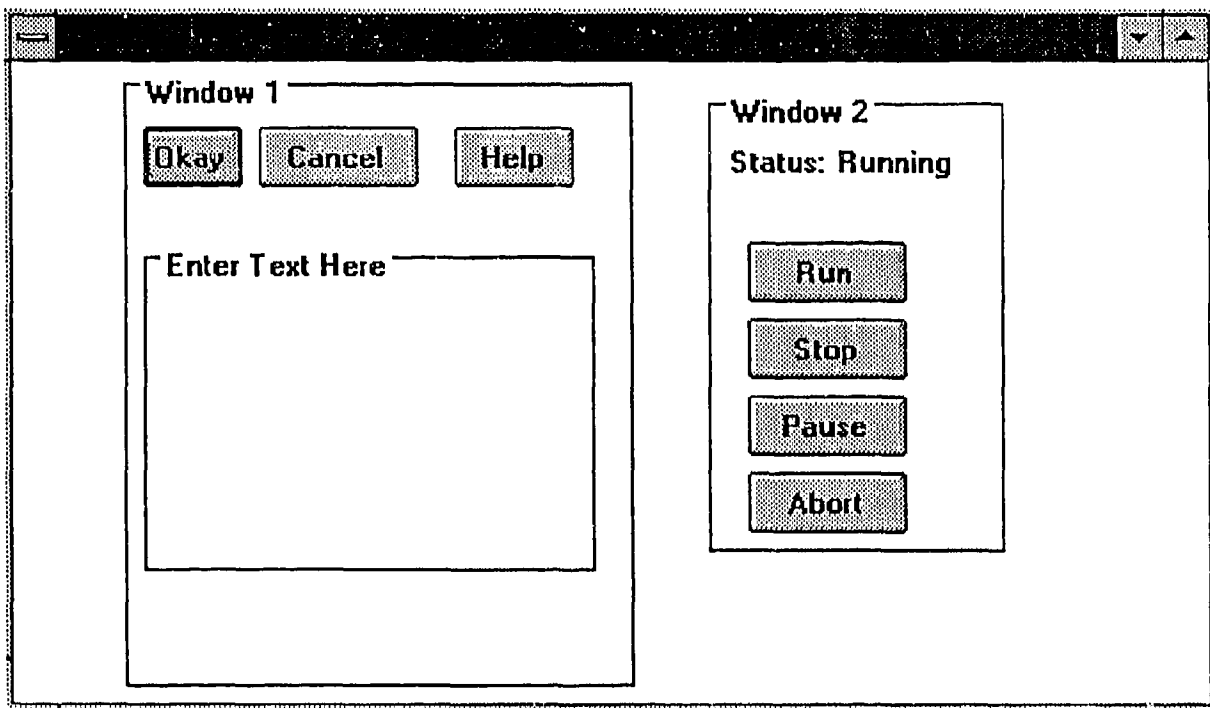 Window 1
Okay Cancel Help
Enter Text Here
Window 2
Status: Running
Run
Stop
Pause
Abort